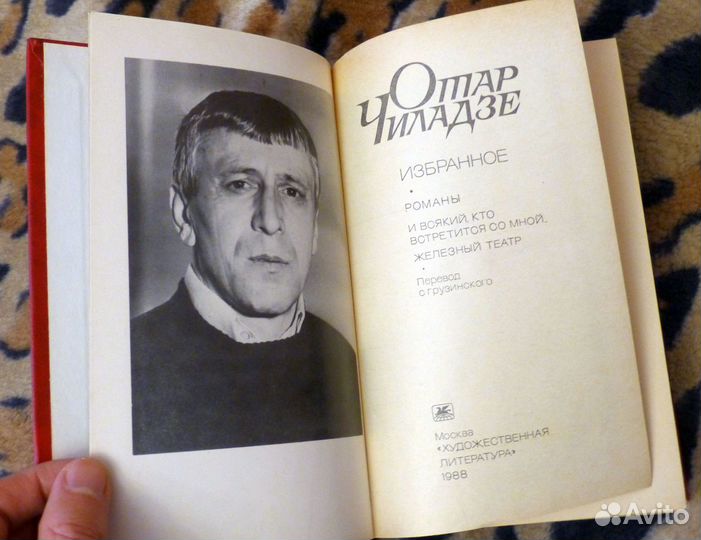 Отар
Чиладзе
ИЗБРАННОЕ
РОМАНЫ
И ВСЯКИЙ, КТО
ВСТРЕТИТСЯ СО МНОЙ...
ЖЕЛЕЗНЫЙ ТЕАТР
Перевод
с грузинского
Москва
«ХУДОЖЕСТВЕННАЯ
ЛИТЕРАТУРА»
1988
Avito